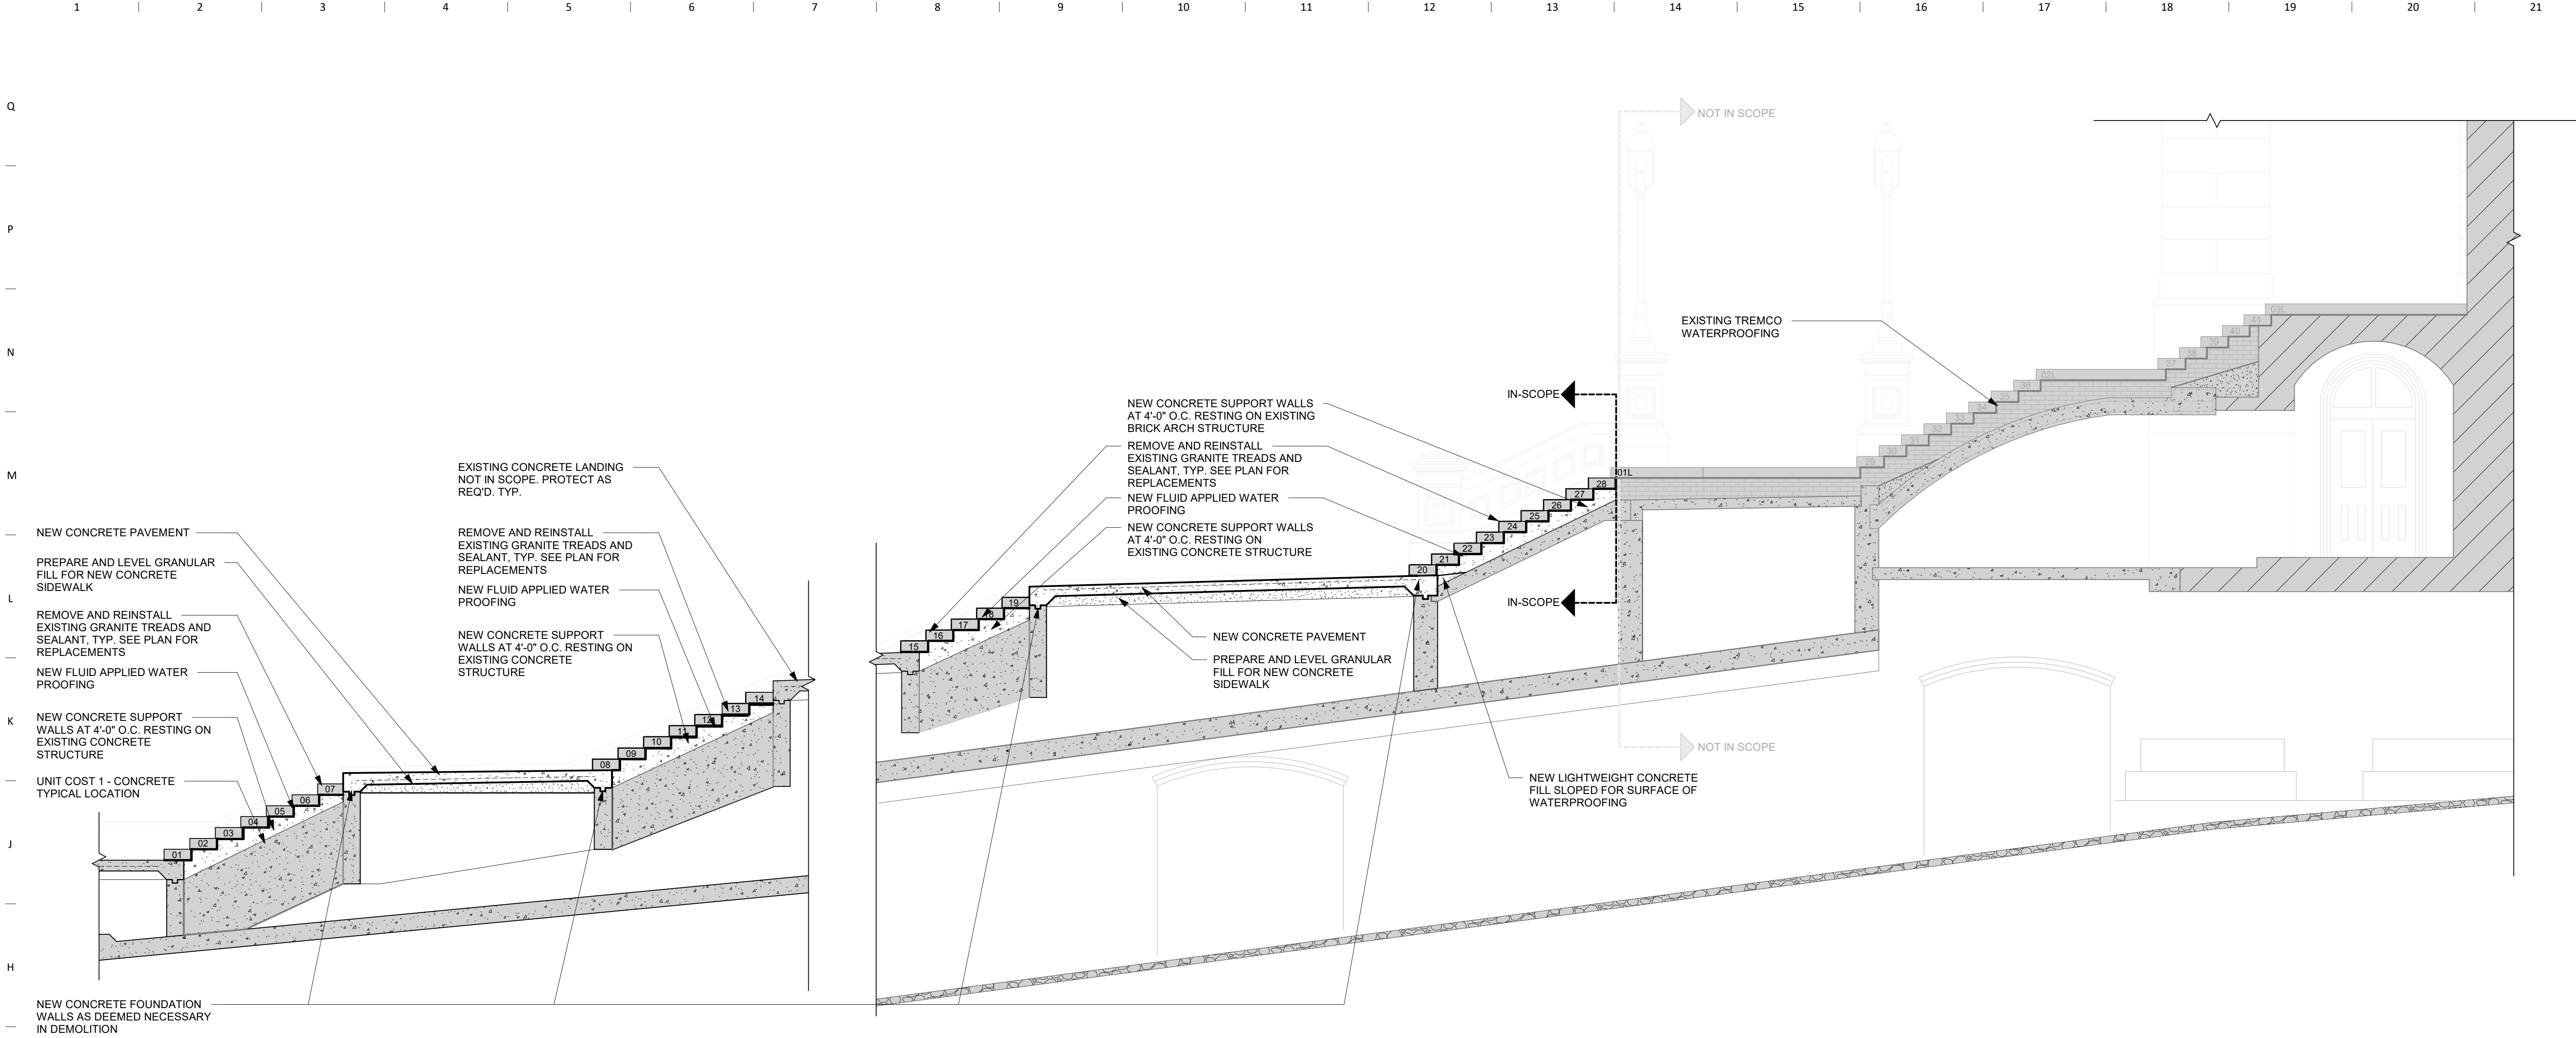 1 2 3 4 5 6 7 8 9 10 11 12 13 14 15 16 17 18 19 20 21
Q
P
N
M
L
K
J
H
NOT IN SCOPE
EXISTING TREMCO
WATERPROOFING
IN-SCOPE
NEW CONCRETE SUPPORT WALLS
AT 4'-0" O.C. RESTING ON EXISTING
BRICK ARCH STRUCTURE
REMOVE AND REINSTALL
EXISTING GRANITE TREADS AND
SEALANT, TYP. SEE PLAN FOR
REPLACEMENTS
NEW FLUID APPLIED WATER
PROOFING
NEW CONCRETE SUPPORT WALLS
AT 4'-0" O.C. RESTING ON
EXISTING CONCRETE STRUCTURE
EXISTING CONCRETE LANDING
NOT IN SCOPE. PROTECT AS
REQ'D. TYP.
REMOVE AND REINSTALL
EXISTING GRANITE TREADS AND
SEALANT, TYP. SEE PLAN FOR
REPLACEMENTS
NEW FLUID APPLIED WATER
PROOFING
NEW CONCRETE SUPPORT
WALLS AT 4'-0" O.C. RESTING ON
EXISTING CONCRETE
STRUCTURE
NEW CONCRETE PAVEMENT
PREPARE AND LEVEL GRANULAR
FILL FOR NEW CONCRETE
SIDEWALK
REMOVE AND REINSTALL
EXISTING GRANITE TREADS AND
SEALANT, TYP. SEE PLAN FOR
REPLACEMENTS
NEW FLUID APPLIED WATER
PROOFING
NEW CONCRETE SUPPORT
WALLS AT 4'-0" O.C. RESTING ON
EXISTING CONCRETE
STRUCTURE
UNIT COST 1 - CONCRETE
TYPICAL LOCATION
NEW CONCRETE FOUNDATION
WALLS AS DEEMED NECESSARY
IN DEMOLITION
01
02
03
04
05
06
07
08
09
10
11
12
13
14
15
16
17
18
19
20
21
22
23
24
25
26
27
28
01L
29
30
31
32
33
34
35
36
02L
37
38
39
40
41
03L
IN-SCOPE
NEW CONCRETE PAVEMENT
PREPARE AND LEVEL GRANULAR
FILL FOR NEW CONCRETE
SIDEWALK
NOT IN SCOPE
NEW LIGHTWEIGHT CONCRETE
FILL SLOPED FOR SURFACE OF
WATERPROOFING